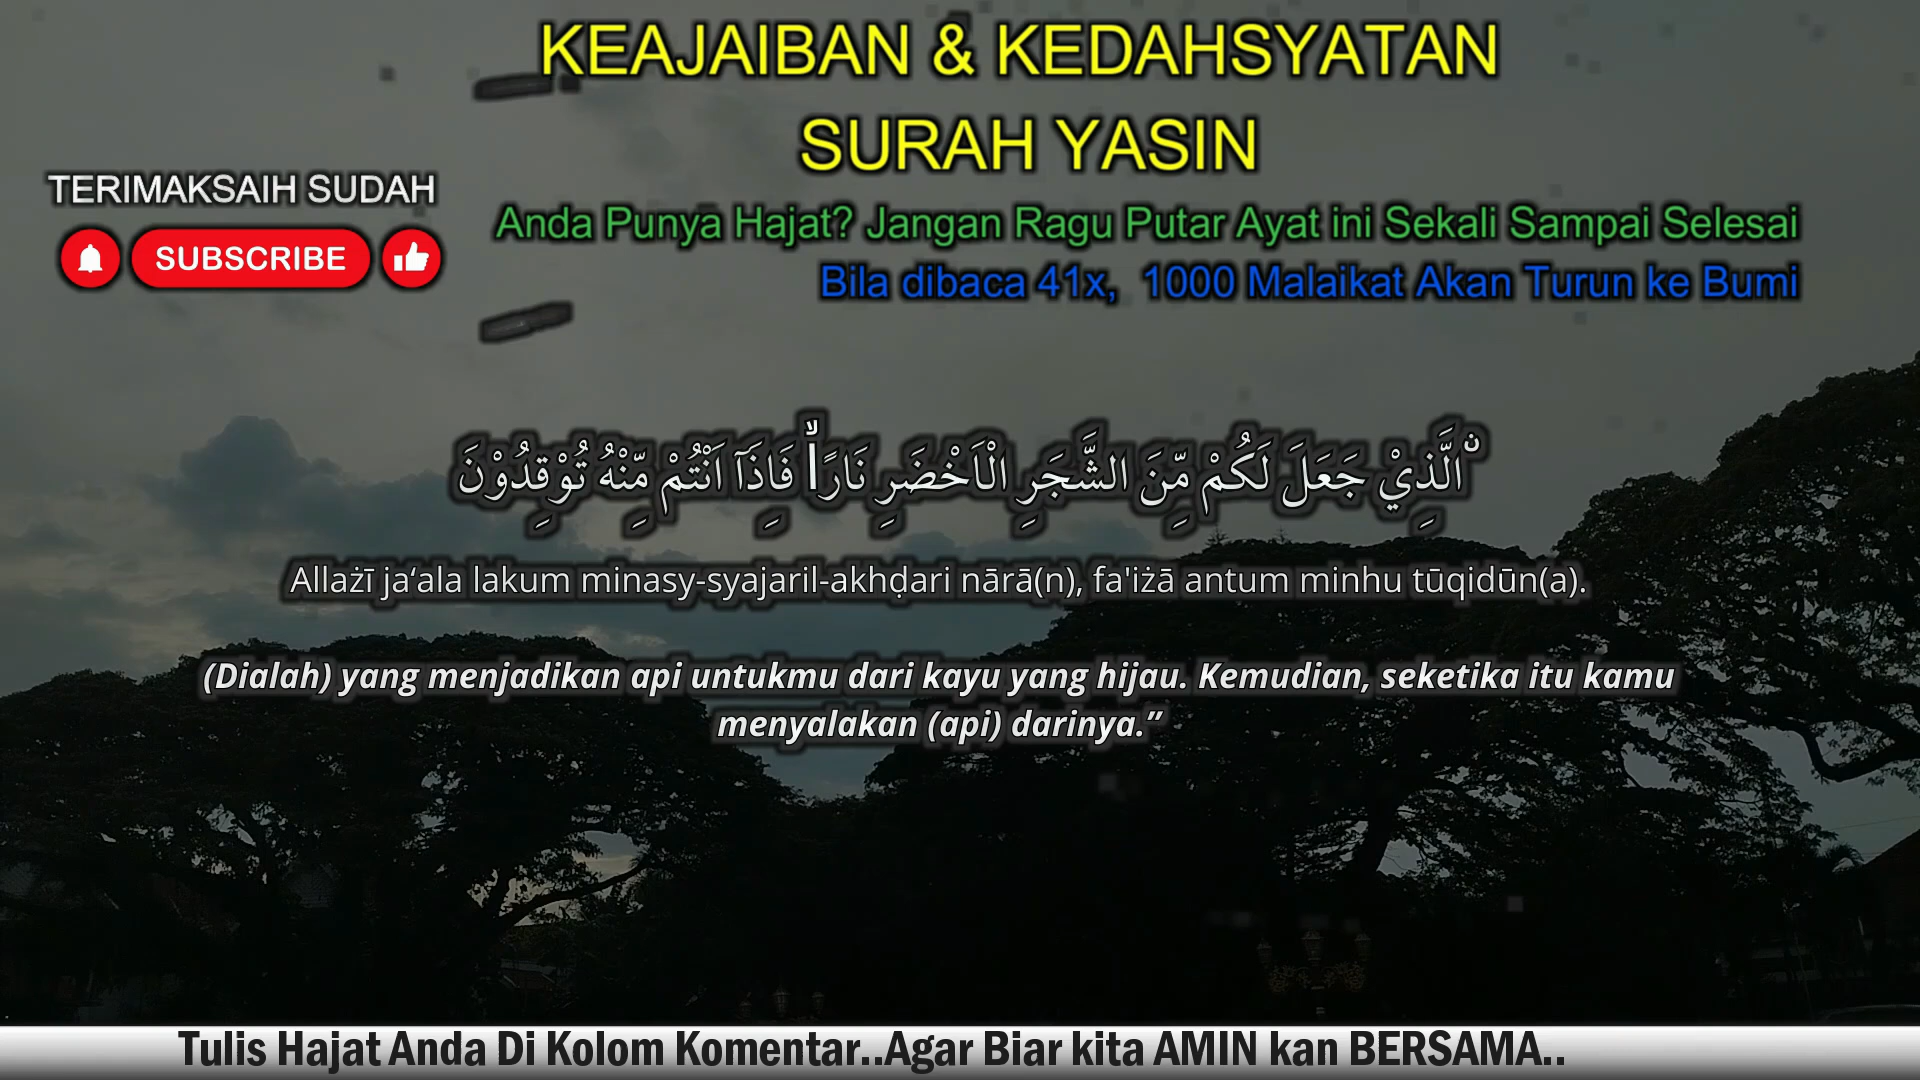 KEAJAIBAN & KEDAHSYATAN
SURAH YASIN
TERIMAKSAIH SUDAH
SUBSCRIBE
Anda Punya Hajat? Jangan Ragu Putar Ayat ini Sekali Sampai Selesai
Bila dibaca 41x, 1000 Malaikat Akan Turun ke Bumi
ۨالَّذِيْ جَعَلَ لَكُمْ مِّنَ الشَّجَرِ الْاَخْضَرِ نَارًاۙ فَاِذَآ اَنْتُمْ مِّنْهُ تُوْقِدُوْنَ
Allażī ja‘ala lakum minasy-syajaril-akhḍari nārā(n), fa'iżā antum minhu tūqidūn(a).
(Dialah) yang menjadikan api untukmu dari kayu yang hijau. Kemudian, seketika itu kamu
menyalakan (api) darinya.”
Tulis Hajat Anda Di Kolom Komentar..Agar Biar kita AMIN kan BERSAMA..